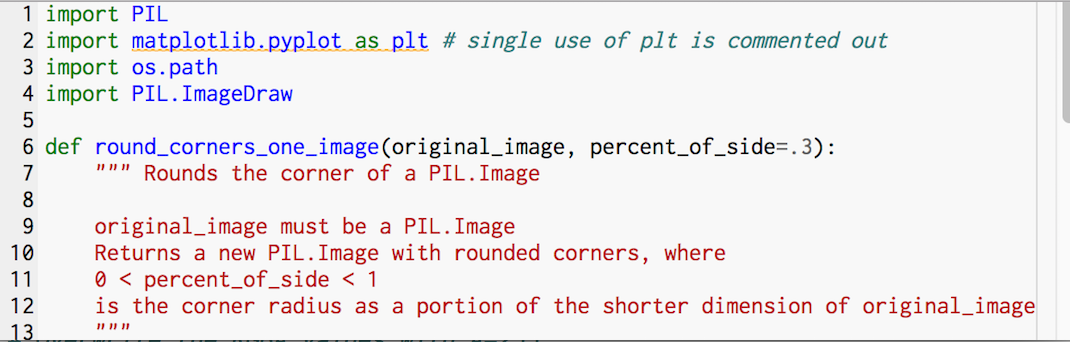 1 import PIL
2 import matplotlib.pyplot as plt # single use of plt is commented out
3 import os.path
4 import PIL.ImageDraw
5
6 def round_corners_one_image(original_image, percent_of_side=.3):
7 """ Rounds the corner of a PIL.Image
8
9 original_image must be a PIL.Image
10 Returns a new PIL.Image with rounded corners, where
11 0 < percent_of_side < 1
12 is the corner radius as a portion of the shorter dimension of original_image
13 """